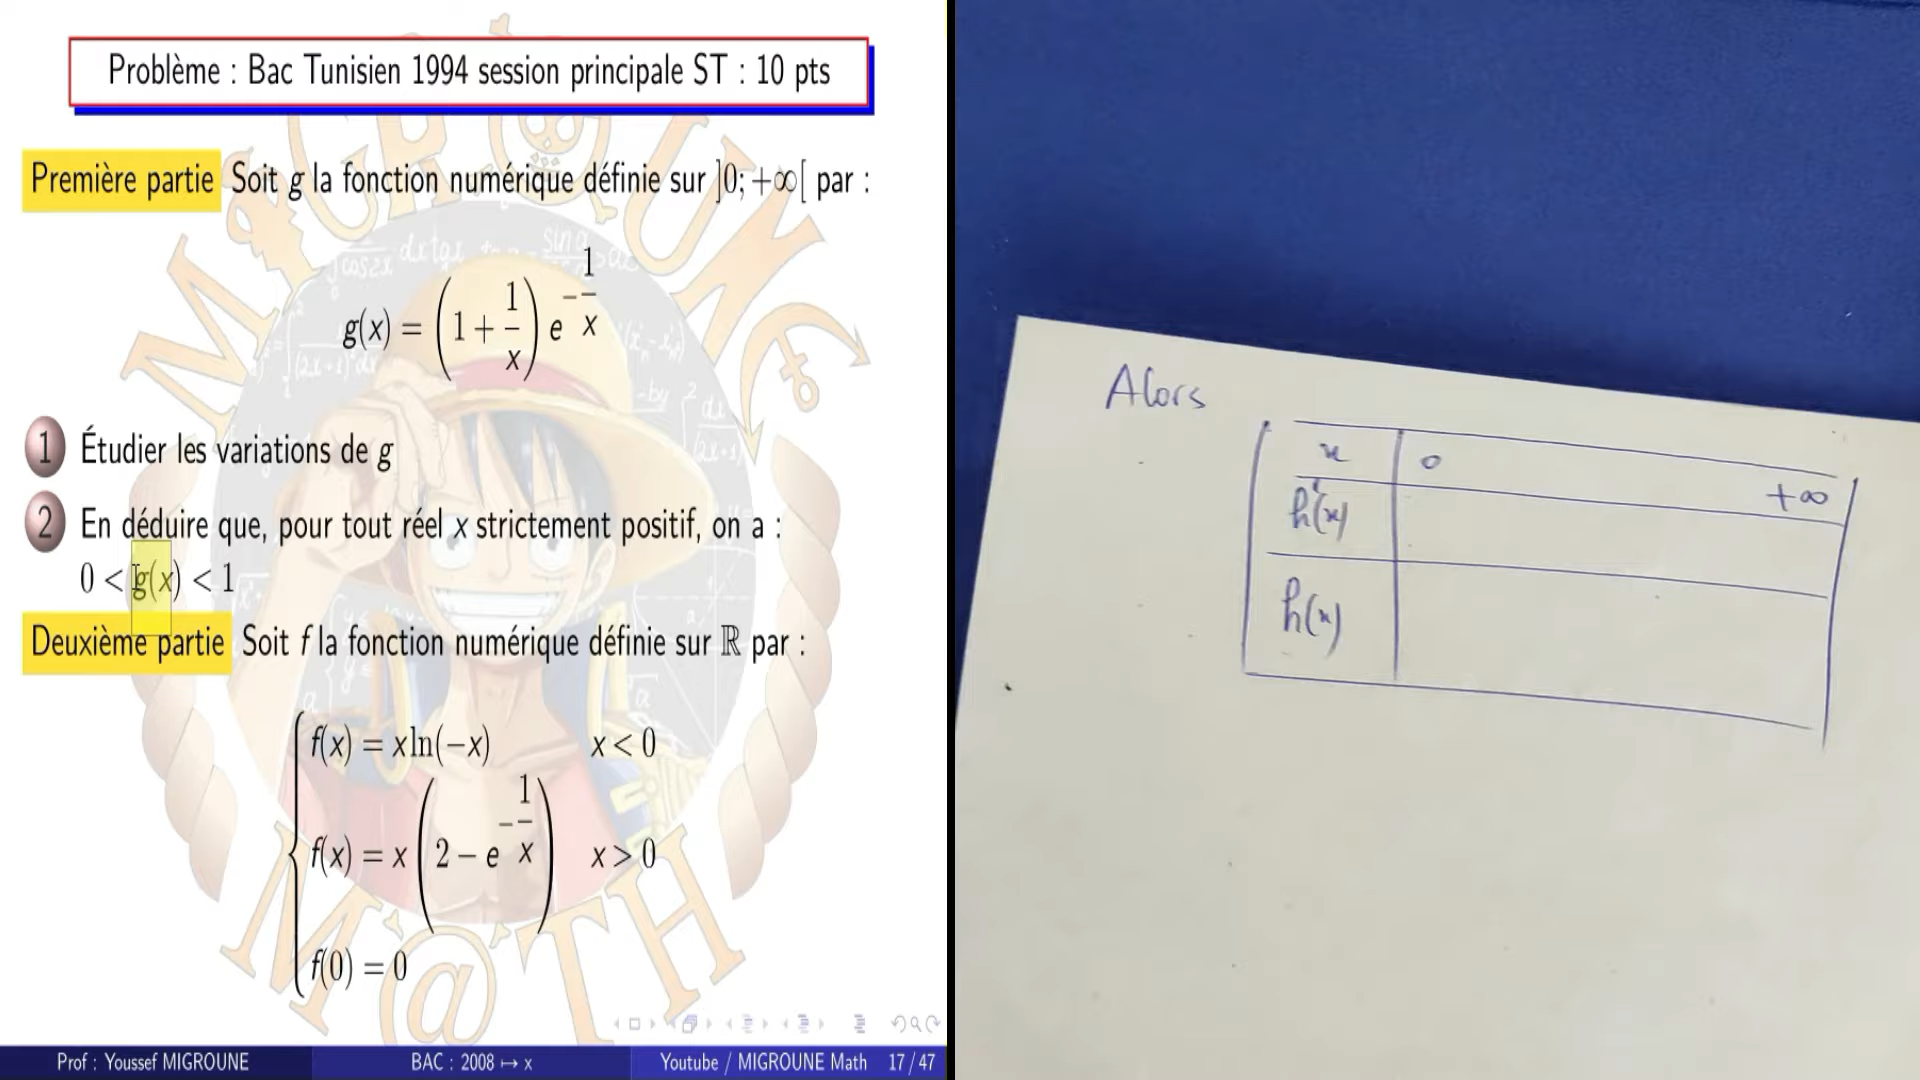 Problème : Bac Tunisien 1994 session principale ST : 10 pts
Première partie Soit g la fonction numérique définie sur ]0; +∞[ par :
g(x) = (1 + 1/x) e^(-1/x)
1 Étudier les variations de g
2 En déduire que, pour tout réel x strictement positif, on a :
0 < g(x) < 1
Deuxième partie Soit f la fonction numérique définie sur ℝ par :
f(x) = x ln(−x) x < 0
f(x) = x (2 − e^(-1/x)) x > 0
f(0) = 0
Prof : Youssef MIGROUNE BAC : 2008 ↦ x Youtube / MIGROUNE Math 17 / 47
MIGROUNE
M@TH
Alors
x 0 +∞
h'(x)
h(x)